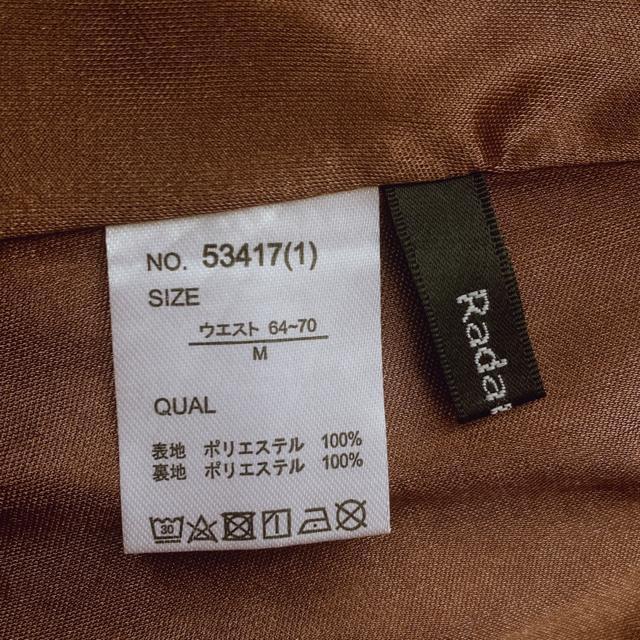 NO. 53417(1)
SIZE
ウエスト 64~70
M
QUAL
表地 ポリエステル 100%
裏地 ポリエステル 100%
30